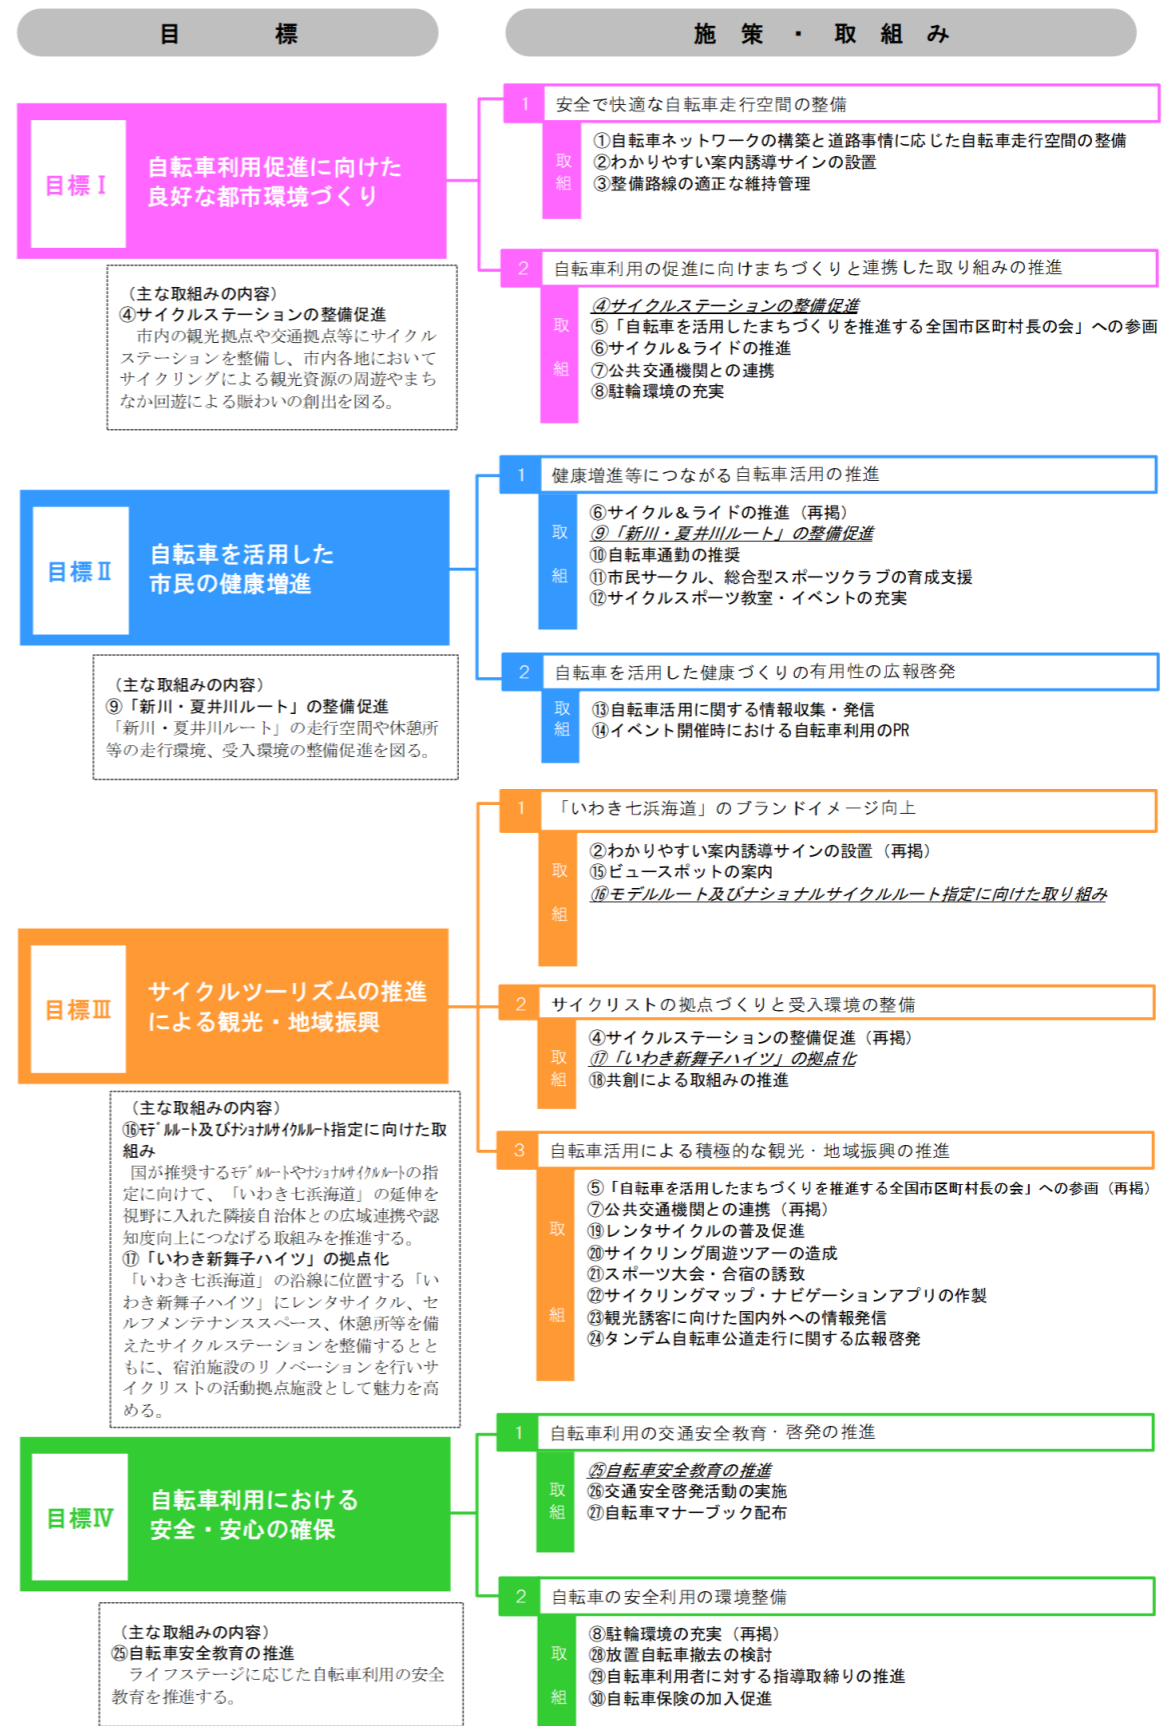 目　　標
施 策 ・ 取 組 み
目標Ⅰ
自転車利用促進に向けた
良好な都市環境づくり
1 安全で快適な自転車走行空間の整備
取組
①自転車ネットワークの構築と道路事情に応じた自転車走行空間の整備
②わかりやすい案内誘導サインの設置
③整備路線の適正な維持管理
2 自転車利用の促進に向けまちづくりと連携した取り組みの推進
取組
④サイクルステーションの整備促進
⑤「自転車を活用したまちづくりを推進する全国市区町村長の会」への参画
⑥サイクル＆ライドの推進
⑦公共交通機関との連携
⑧駐輪環境の充実
（主な取組みの内容）
④サイクルステーションの整備促進
　市内の観光拠点や交通拠点等にサイクル
ステーションを整備し、市内各地において
サイクリングによる観光資源の周遊やまち
なか回遊による賑わいの創出を図る。
目標Ⅱ
自転車を活用した
市民の健康増進
1 健康増進等につながる自転車活用の推進
取組
⑥サイクル＆ライドの推進（再掲）
⑨「新川・夏井川ルート」の整備促進
⑩自転車通勤の推奨
⑪市民サークル、総合型スポーツクラブの育成支援
⑫サイクルスポーツ教室・イベントの充実
2 自転車を活用した健康づくりの有用性の広報啓発
取組
⑬自転車活用に関する情報収集・発信
⑭イベント開催時における自転車利用のPR
（主な取組みの内容）
⑨「新川・夏井川ルート」の整備促進
「新川・夏井川ルート」の走行空間や休憩所
等の走行環境、受入環境の整備促進を図る。
目標Ⅲ
サイクルツーリズムの推進
による観光・地域振興
1 「いわき七浜海道」のブランドイメージ向上
取組
②わかりやすい案内誘導サインの設置（再掲）
⑮ビュースポットの案内
⑯モデルルート及びナショナルサイクルルート指定に向けた取り組み
2 サイクリストの拠点づくりと受入環境の整備
取組
④サイクルステーションの整備促進（再掲）
⑰「いわき新舞子ハイツ」の拠点化
⑱共創による取組みの推進
3 自転車活用による積極的な観光・地域振興の推進
取組
⑤「自転車を活用したまちづくりを推進する全国市区町村長の会」への参画（再掲）
⑦公共交通機関との連携（再掲）
⑲レンタサイクルの普及促進
⑳サイクリング周遊ツアーの造成
㉑スポーツ大会・合宿の誘致
㉒サイクリングマップ・ナビゲーションアプリの作製
㉓観光誘客に向けた国内外への情報発信
㉔タンデム自転車公道走行に関する広報啓発
（主な取組みの内容）
⑯ﾓﾃﾞﾙﾙｰﾄ及びﾅｼｮﾅﾙｻｲｸﾙﾙｰﾄ指定に向けた取
組み
　国が推奨するﾓﾃﾞﾙﾙｰﾄやﾅｼｮﾅﾙｻｲｸﾙﾙｰﾄの指
定に向けて、「いわき七浜海道」の延伸を
視野に入れた隣接自治体との広域連携や認
知度向上につなげる取組みを推進する。
⑰「いわき新舞子ハイツ」の拠点化
「いわき七浜海道」の沿線に位置する「い
わき新舞子ハイツ」にレンタサイクル、セ
ルフメンテナンススペース、休憩所等を備
えたサイクルステーションを整備するとと
もに、宿泊施設のリノベーションを行いサ
イクリストの活動拠点施設として魅力を高
める。
目標Ⅳ
自転車利用における
安全・安心の確保
1 自転車利用の交通安全教育・啓発の推進
取組
㉕自転車安全教育の推進
㉖交通安全啓発活動の実施
㉗自転車マナーブック配布
2 自転車の安全利用の環境整備
取組
⑧駐輪環境の充実（再掲）
㉘放置自転車撤去の検討
㉙自転車利用者に対する指導取締りの推進
㉚自転車保険の加入促進
（主な取組みの内容）
㉕自転車安全教育の推進
　ライフステージに応じた自転車利用の安全
教育を推進する。